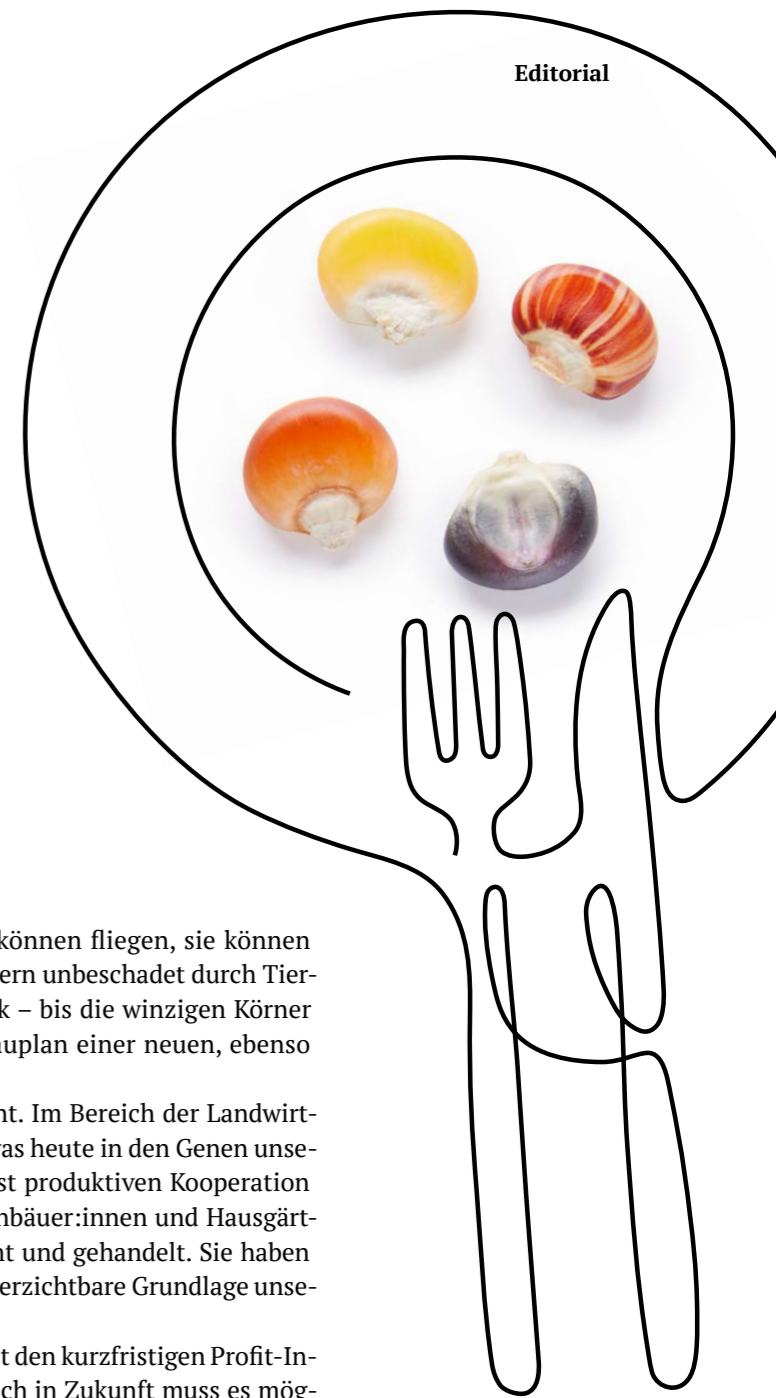 Editorial
können fliegen, sie können
ern unbeschadet durch Tier-
k – bis die winzigen Körner
auplan einer neuen, ebenso
nt. Im Bereich der Landwirt-
vas heute in den Genen unse-
st produktiven Kooperation
nbäuer:innen und Hausgärt-
nt und gehandelt. Sie haben
erzichtbare Grundlage unse-
t den kurzfristigen Profit-In-
ch in Zukunft muss es mög-